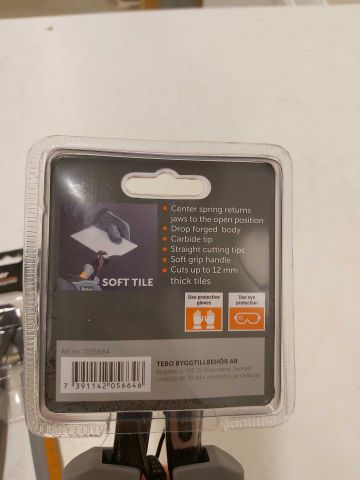 Center spring returns
jaws to the open position
Drop forged body
Carbide tip
Straight cutting tips
Soft grip handle
Cuts up to 12 mm
thick tiles
SOFT TILE
Use protective
gloves
Use eye
protection
Art.nr: 005664
7 391142 056646
TEBO BYGGTILLBEHÖR AB